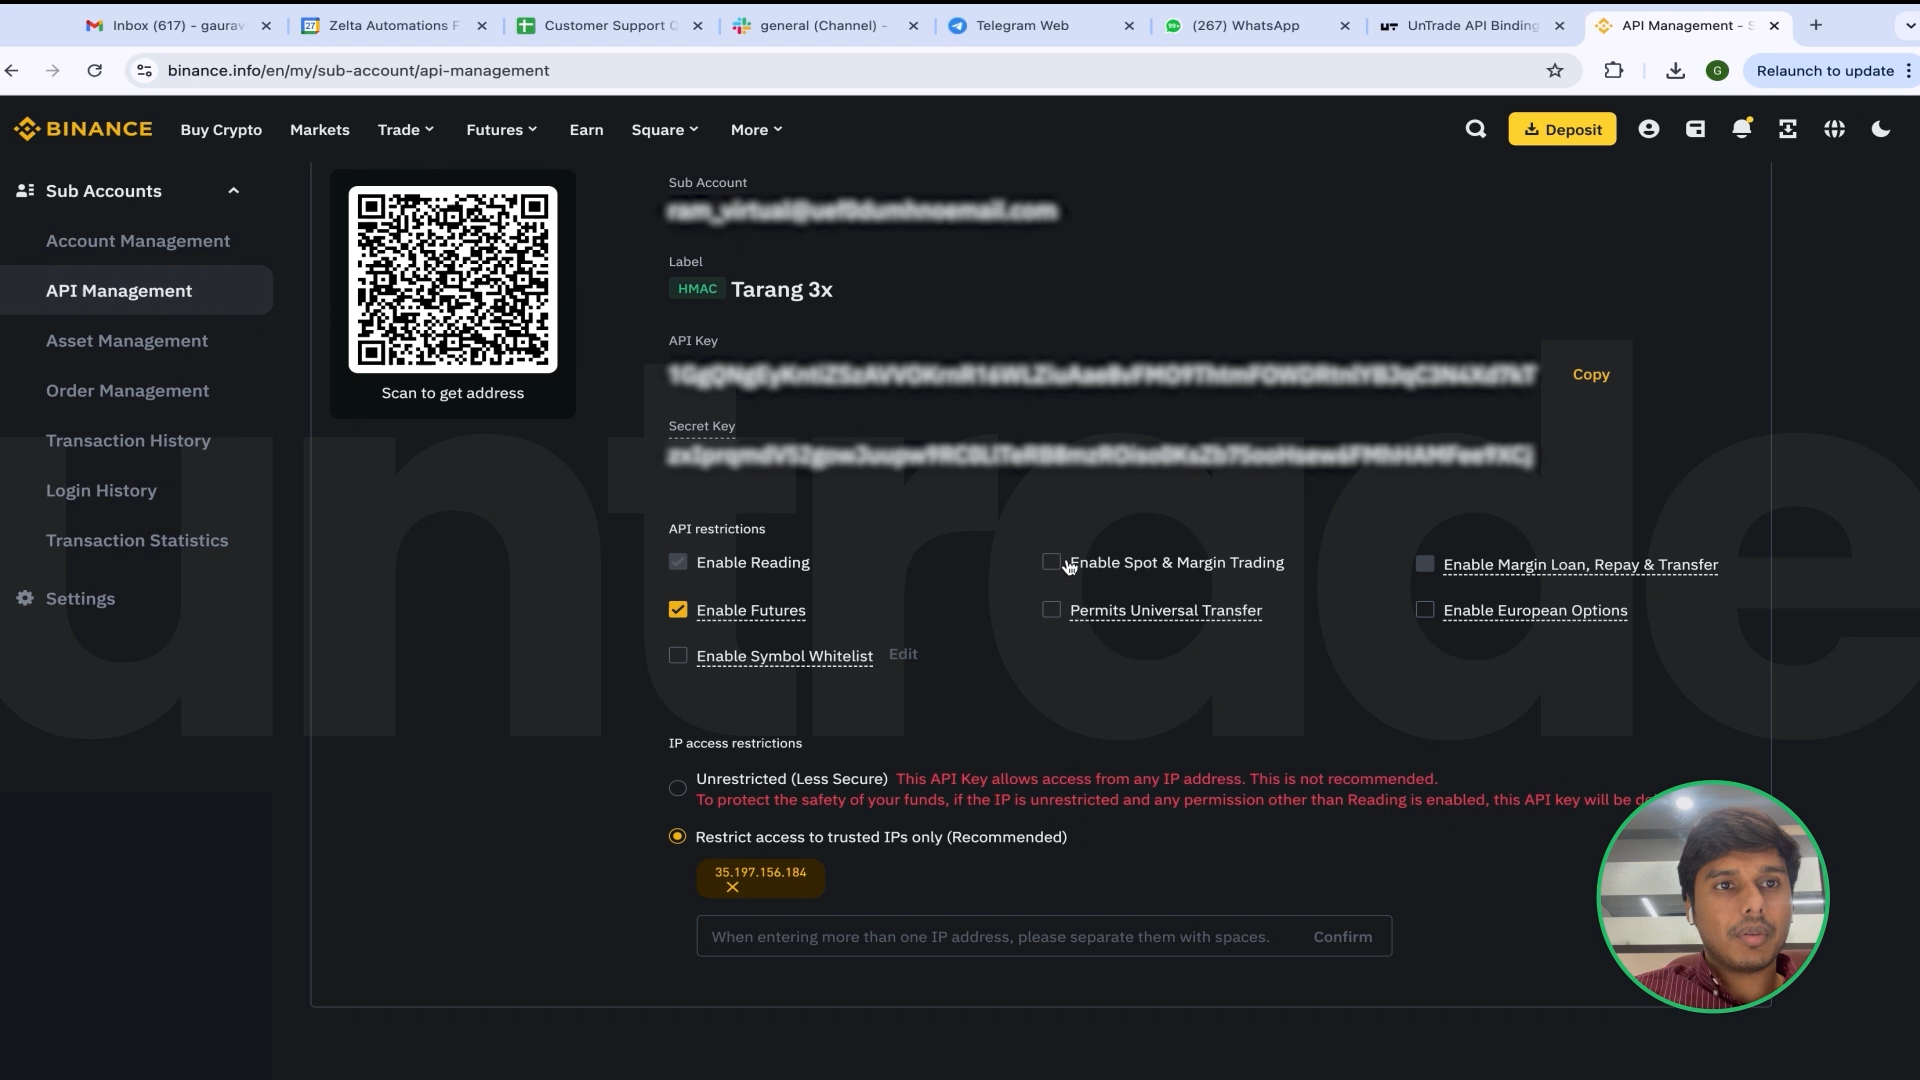 Inbox (617) - gaurav
Zelta Automations F
Customer Support Q
general (Channel) -
Telegram Web
(267) WhatsApp
UnTrade API Binding
API Management - S
binance.info/en/my/sub-account/api-management
G
Relaunch to update
BINANCE
Buy Crypto
Markets
Trade
Futures
Earn
Square
More
Deposit
Sub Accounts
Account Management
API Management
Asset Management
Order Management
Transaction History
Login History
Transaction Statistics
Settings
Scan to get address
Sub Account
Label
HMAC Tarang 3x
API Key
Copy
Secret Key
API restrictions
Enable Reading
Enable Spot & Margin Trading
Enable Margin Loan, Repay & Transfer
Enable Futures
Permits Universal Transfer
Enable European Options
Enable Symbol Whitelist Edit
IP access restrictions
Unrestricted (Less Secure) This API Key allows access from any IP address. This is not recommended.
To protect the safety of your funds, if the IP is unrestricted and any permission other than Reading is enabled, this API key will be de
Restrict access to trusted IPs only (Recommended)
35.197.156.184
When entering more than one IP address, please separate them with spaces.
Confirm
untrade